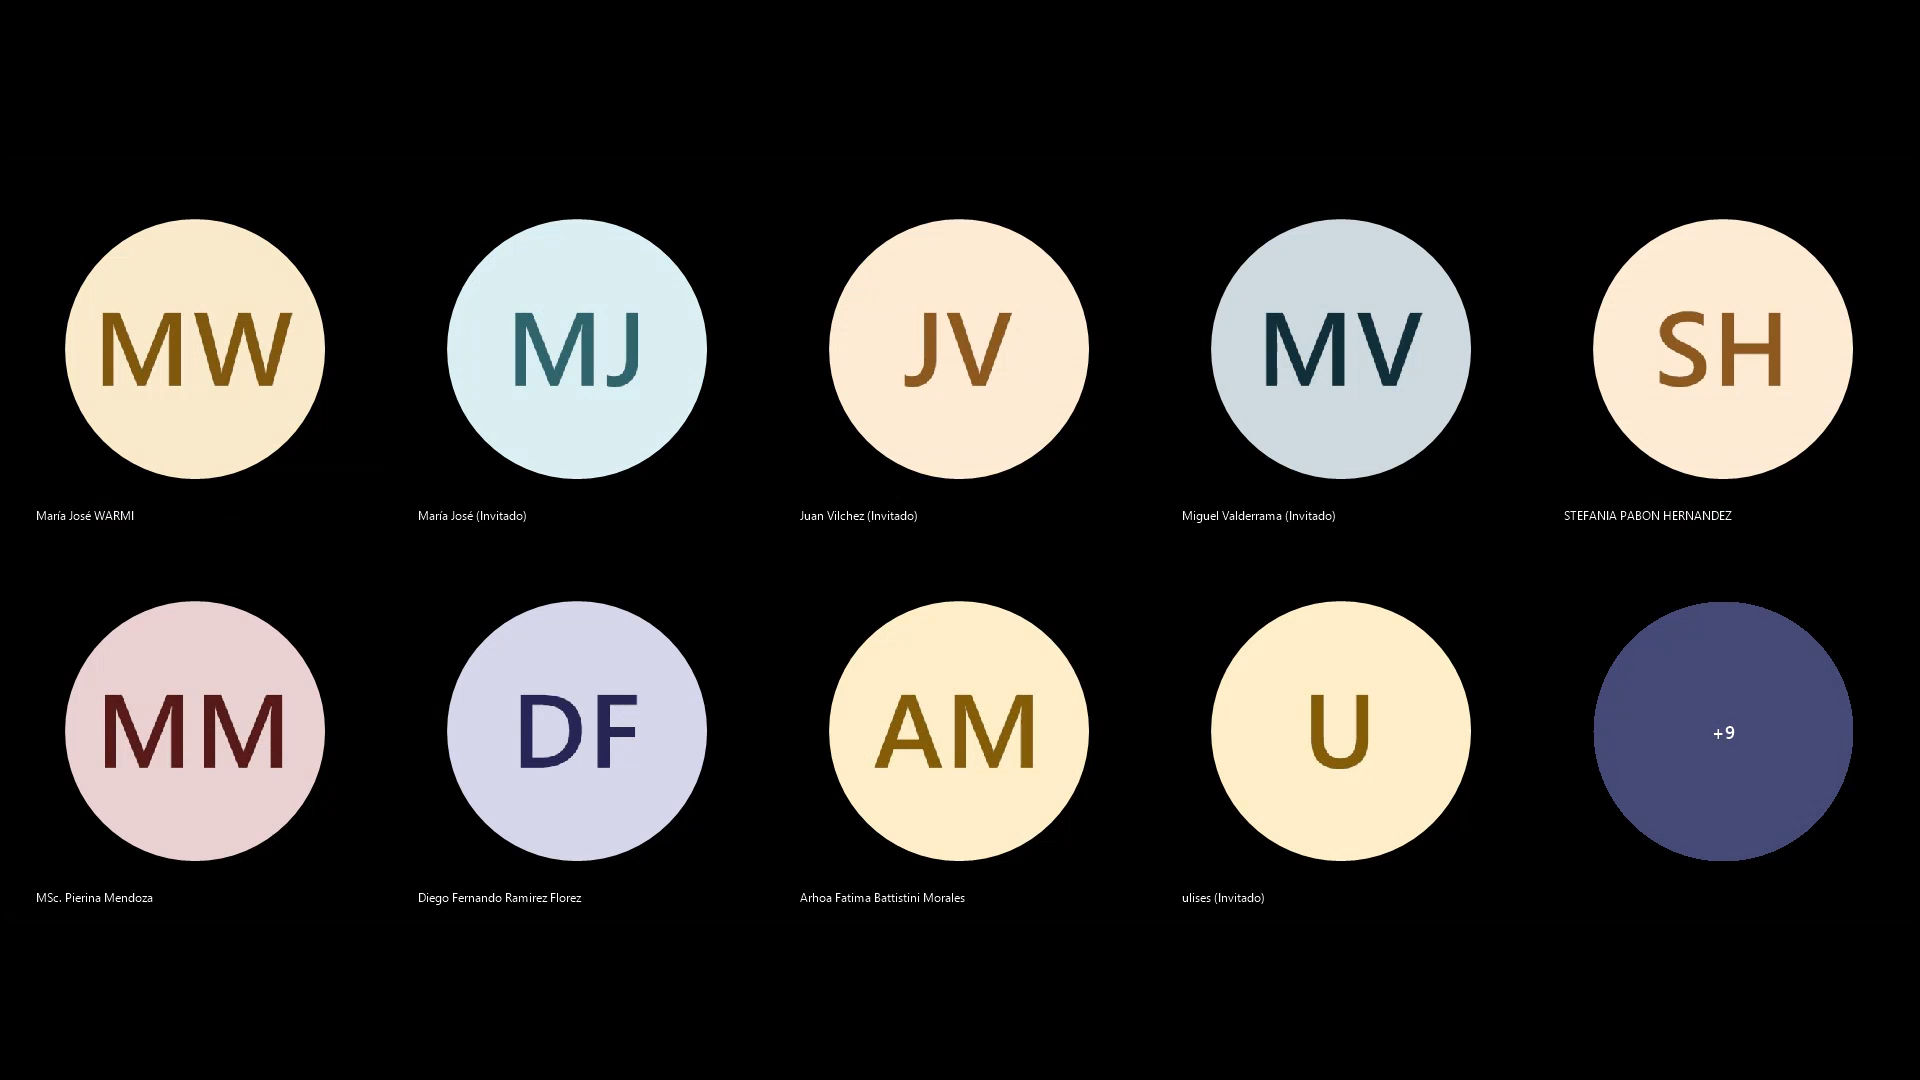 MW
MJ
JV
MV
SH
María José WARMI
María José (Invitado)
Juan Vilchez (Invitado)
Miguel Valderrama (Invitado)
STEFANIA PABON HERNANDEZ
MM
DF
AM
U
+9
MSc. Pierina Mendoza
Diego Fernando Ramirez Florez
Arhoa Fatima Battistini Morales
ulises (Invitado)